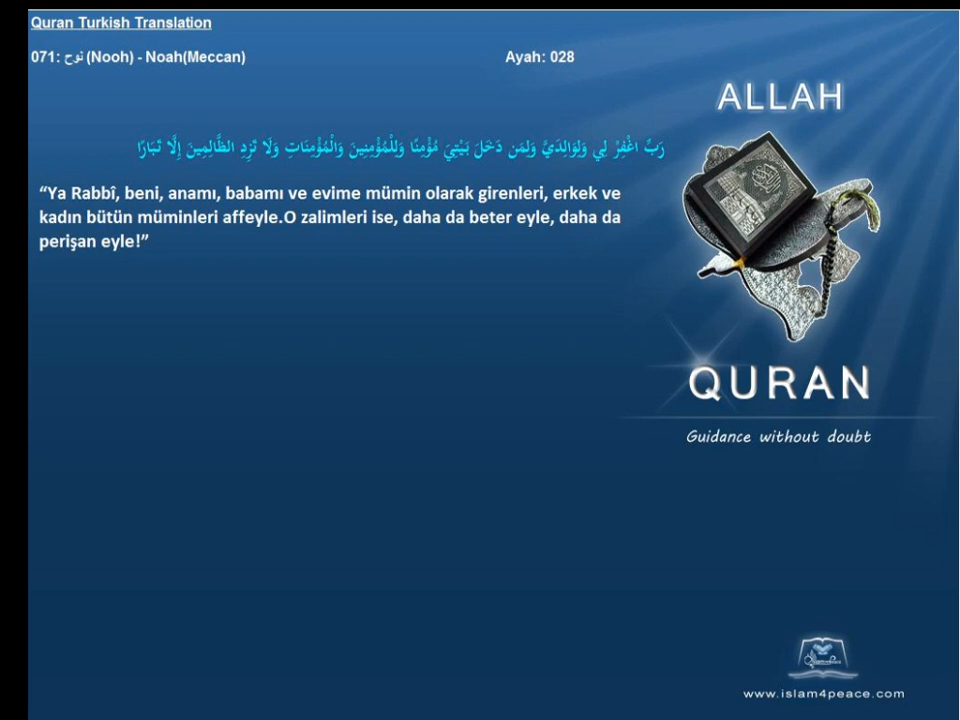 Quran Turkish Translation
071: نوح (Nooh) - Noah(Meccan) Ayah: 028
ALLAH
رَبِّ اغْفِرْ لِي وَلِوَالِدَيَّ وَلِمَن دَخَلَ بَيْتِيَ مُؤْمِنًا وَلِلْمُؤْمِنِينَ وَالْمُؤْمِنَاتِ وَلَا تَزِدِ الظَّالِمِينَ إِلَّا تَبَارًا
“Ya Rabbî, beni, anamı, babamı ve evime mümin olarak girenleri, erkek ve
kadın bütün müminleri affeyle.O zalimleri ise, daha da beter eyle, daha da
perişan eyle!”
QURAN
Guidance without doubt
www.islam4peace.com